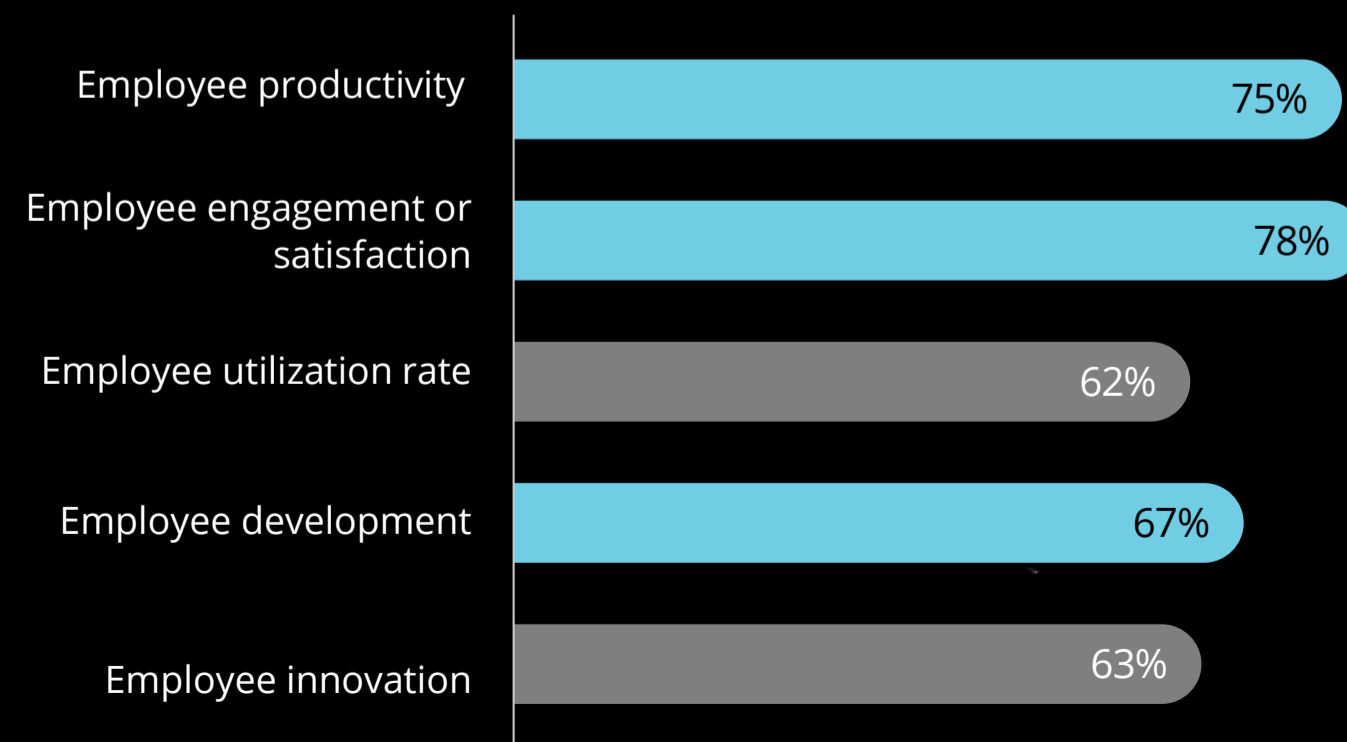 Employee productivity
75%
Employee engagement or
satisfaction
78%
Employee utilization rate
62%
Employee development
67%
Employee innovation
63%